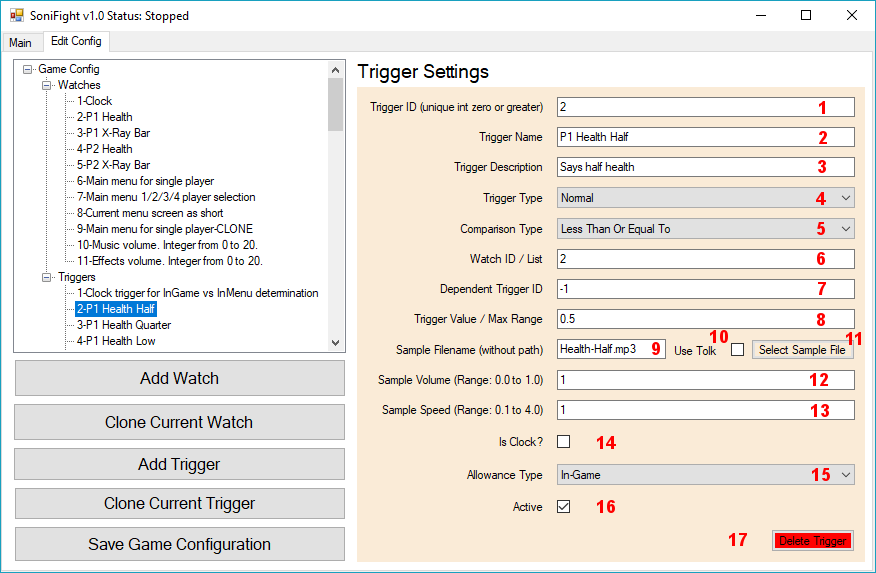 SoniFight v1.0 Status: Stopped
Main
Edit Config
Game Config
Watches
1-Clock
2-P1 Health
3-P1 X-Ray Bar
4-P2 Health
5-P2 X-Ray Bar
6-Main menu for single player
7-Main menu 1/2/3/4 player selection
8-Current menu screen as short
9-Main menu for single player-CLONE
10-Music volume. Integer from 0 to 20.
11-Effects volume. Integer from 0 to 20.
Triggers
1-Clock trigger for InGame vs InMenu determination
2-P1 Health Half
3-P1 Health Quarter
4-P1 Health Low
Add Watch
Clone Current Watch
Add Trigger
Clone Current Trigger
Save Game Configuration
Trigger Settings
Trigger ID (unique int zero or greater) 2 1
Trigger Name P1 Health Half 2
Trigger Description Says half health 3
Trigger Type Normal 4
Comparison Type Less Than Or Equal To 5
Watch ID / List 2 6
Dependent Trigger ID -1 7
Trigger Value / Max Range 0.5 8
Sample Filename (without path) Health-Half.mp3 9 Use Tolk 10 Select Sample File 11
Sample Volume (Range: 0.0 to 1.0) 1 12
Sample Speed (Range: 0.1 to 4.0) 1 13
Is Clock? 14
Allowance Type In-Game 15
Active 16
17 Delete Trigger